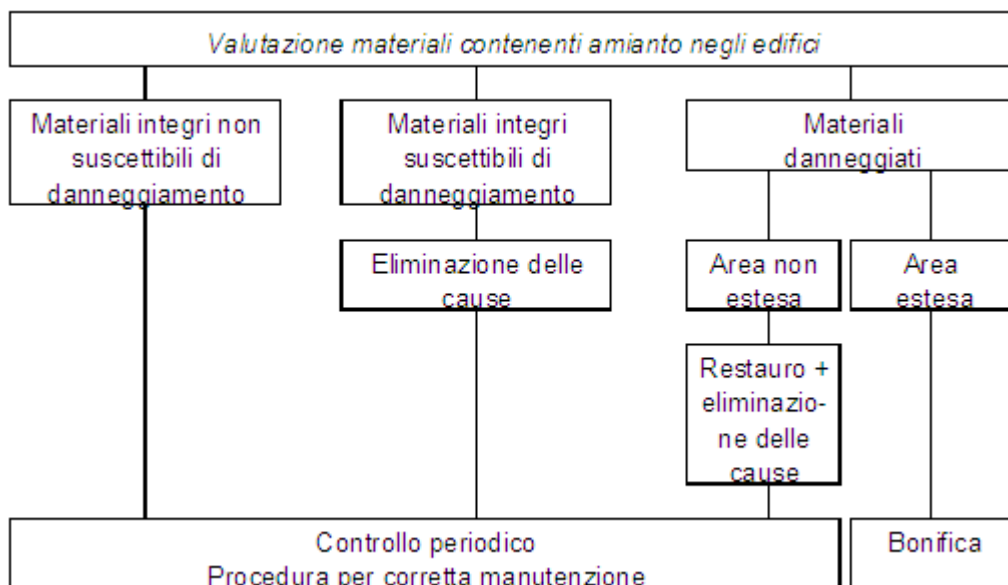 Valutazione materiali contenenti amianto negli edifici
Materiali integri non
suscettibili di
danneggiamento
Materiali integri
suscettibili di
danneggiamento
Materiali
danneggiati
Eliminazione delle
cause
Area non
estesa
Area
estesa
Restauro +
eliminazio-
ne delle
cause
Controllo periodico
Procedura per corretta manutenzione
Bonifica